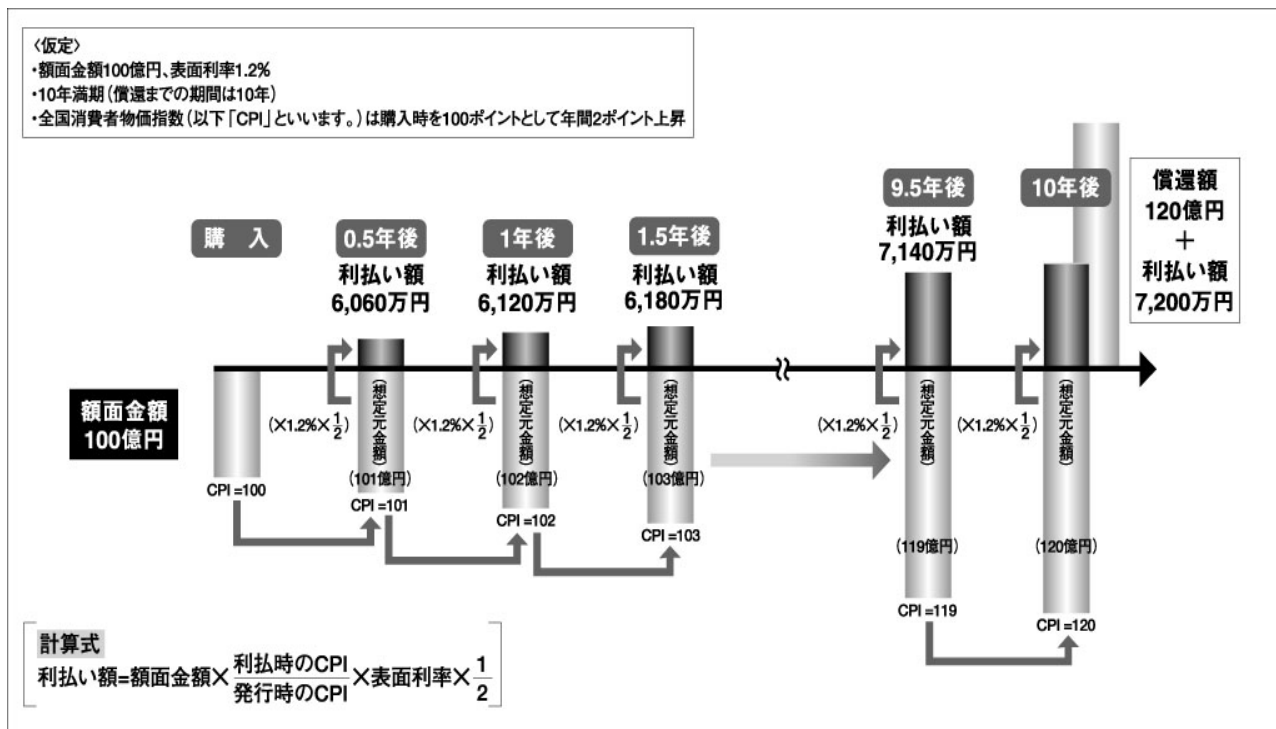 〈仮定〉
・額面金額100億円、表面利率1.2%
・10年満期(償還までの期間は10年)
・全国消費者物価指数(以下「CPI」といいます。)は購入時を100ポイントとして年間2ポイント上昇
購 入
0.5年後
利払い額
6,060万円
1年後
利払い額
6,120万円
1.5年後
利払い額
6,180万円
9.5年後
利払い額
7,140万円
10年後
償還額
120億円
+
利払い額
7,200万円
額面金額
100億円
CPI =100
(×1.2%×1/2)
(想定元金額)
(101億円)
CPI =101
(×1.2%×1/2)
(想定元金額)
(102億円)
CPI =102
(×1.2%×1/2)
(想定元金額)
(103億円)
CPI =103
(×1.2%×1/2)
(想定元金額)
(119億円)
CPI =119
(×1.2%×1/2)
(想定元金額)
(120億円)
CPI =120
計算式
利払い額=額面金額×利払時のCPI/発行時のCPI×表面利率×1/2